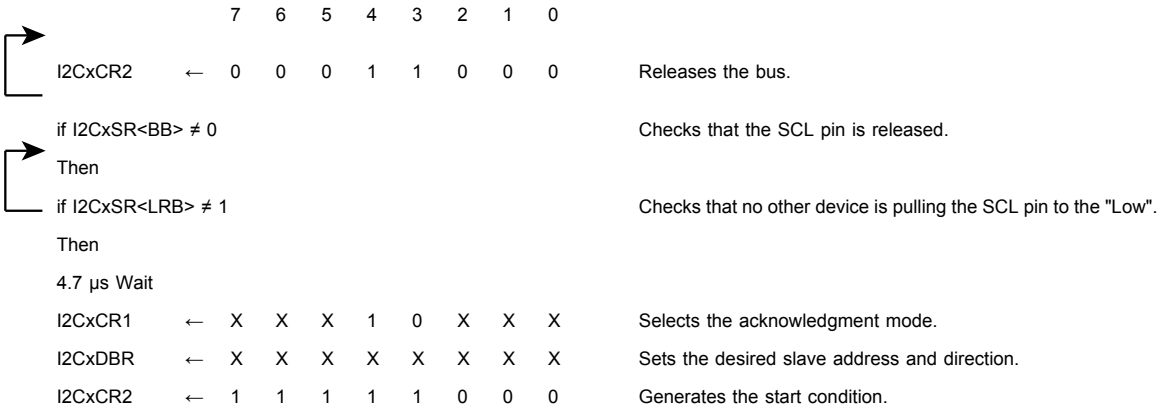 7 6 5 4 3 2 1 0
I2CxCR2 ← 0 0 0 1 1 0 0 0 Releases the bus.
if I2CxSR<BB> ≠ 0 Checks that the SCL pin is released.
Then
if I2CxSR<LRB> ≠ 1 Checks that no other device is pulling the SCL pin to the "Low".
Then
4.7 μs Wait
I2CxCR1 ← X X X 1 0 X X X Selects the acknowledgment mode.
I2CxDBR ← X X X X X X X X Sets the desired slave address and direction.
I2CxCR2 ← 1 1 1 1 1 0 0 0 Generates the start condition.